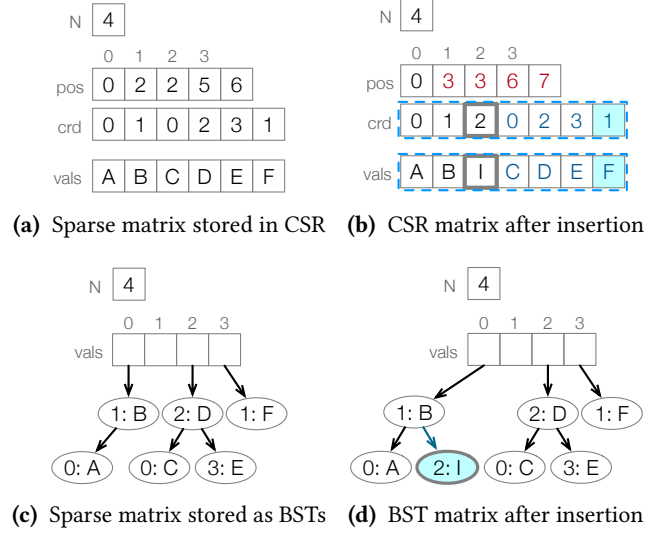 N 4
0 1 2 3
pos 0 2 2 5 6
crd 0 1 0 2 3 1
vals A B C D E F
(a) Sparse matrix stored in CSR
N 4
0 1 2 3
pos 0 3 3 6 7
crd 0 1 2 0 2 3 1
vals A B I C D E F
(b) CSR matrix after insertion
N 4
0 1 2 3
vals
1: B 2: D 1: F
0: A 0: C 3: E
(c) Sparse matrix stored as BSTs
N 4
0 1 2 3
vals
1: B 2: D 1: F
0: A 2: I 0: C 3: E
(d) BST matrix after insertion